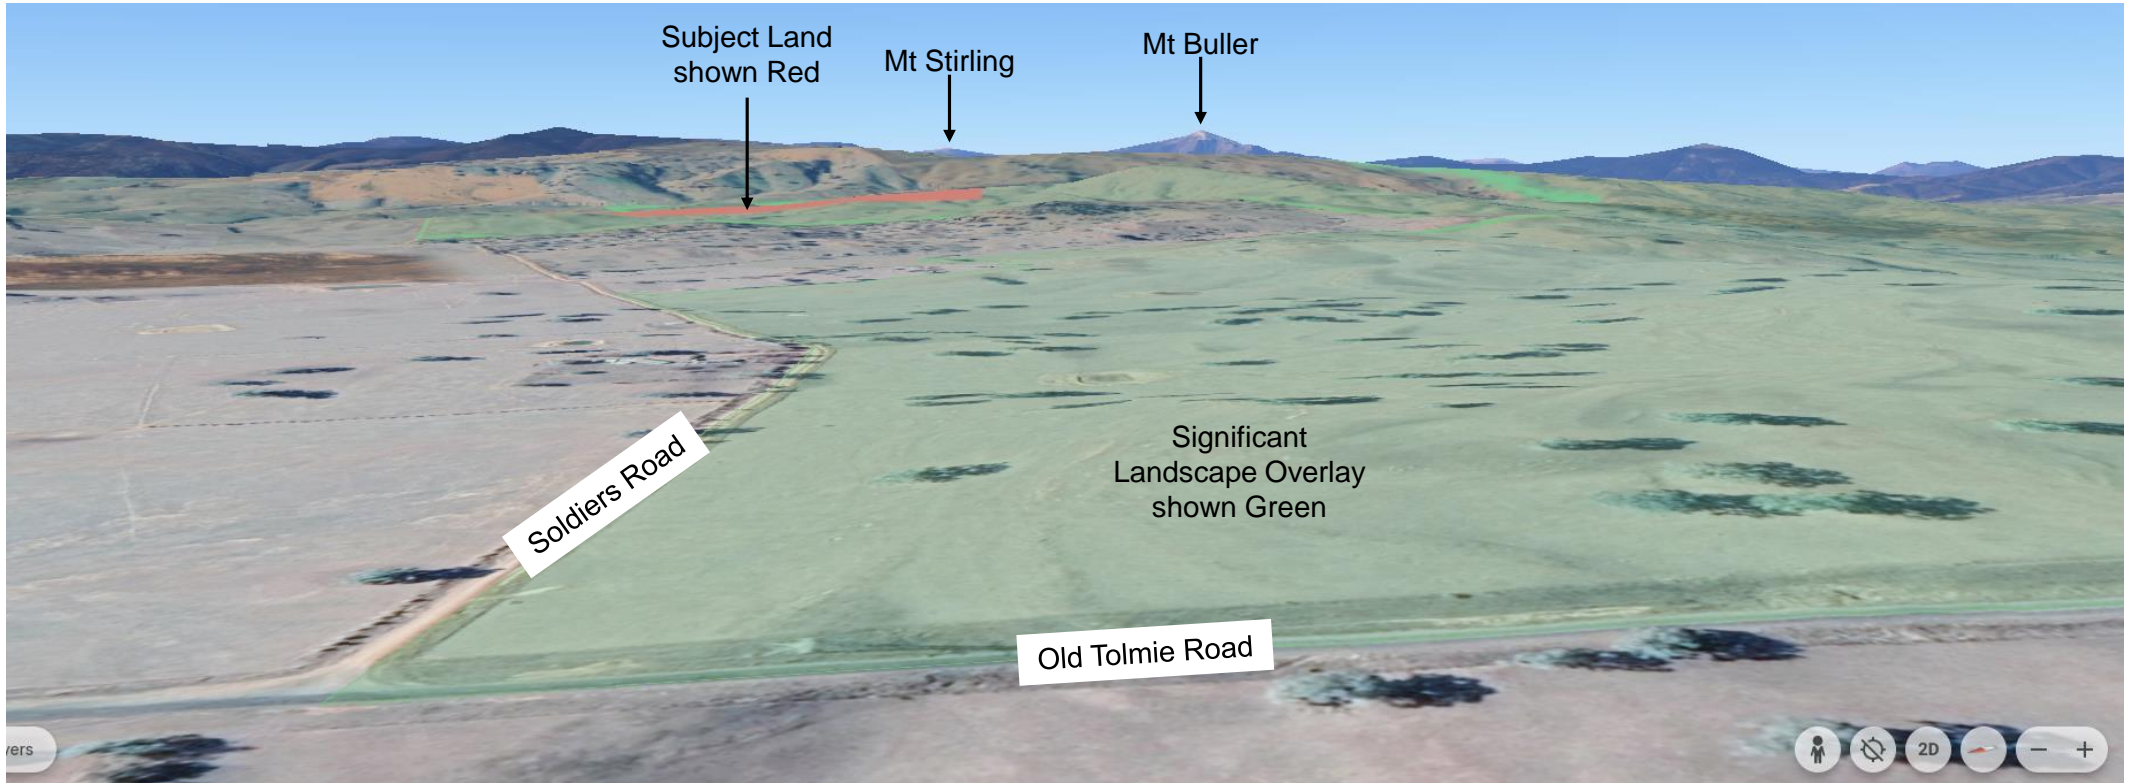 Subject Land
shown Red
Mt Stirling
Mt Buller
Significant
Landscape Overlay
shown Green
Soldiers Road
Old Tolmie Road
yers
2D